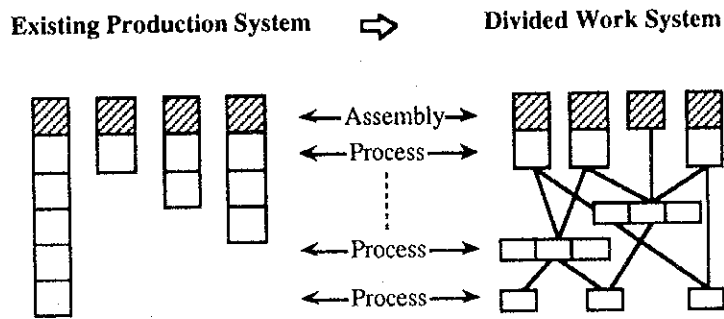 Existing Production System
Divided Work System
Assembly
Process
Process
Process